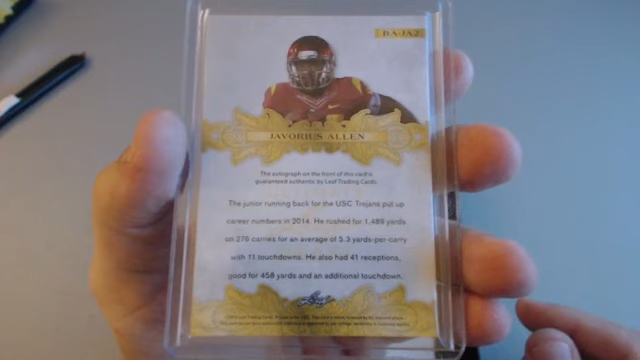 BA-JA2
JAVORIUS ALLEN
The autograph on the front of this card is
guaranteed authentic by Leaf Trading Cards.
The junior running back for the USC Trojans put up
career numbers in 2014. He rushed for 1,489 yards
on 276 carries for an average of 5.3 yards-per-carry
with 11 touchdowns. He also had 41 receptions,
good for 458 yards and an additional touchdown.
Leaf